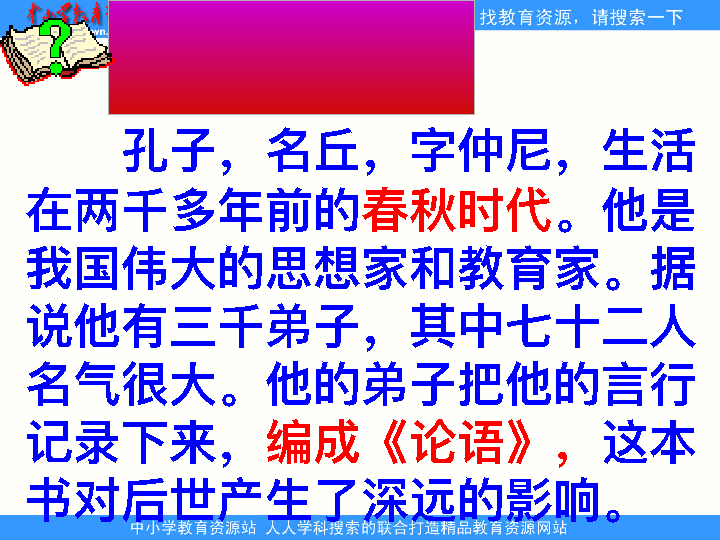 找教育资源，请搜索一下
孔子，名丘，字仲尼，生活
在两千多年前的春秋时代。他是
我国伟大的思想家和教育家。据
说他有三千弟子，其中七十二人
名气很大。他的弟子把他的言行
记录下来，编成《论语》，这本
书对后世产生了深远的影响。
中小学教育资源站 人人学科搜索的联合打造精品教育资源网站